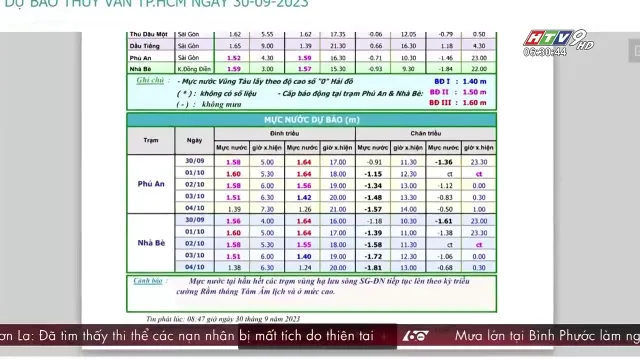 DỰ BÁO THỦY VĂN TP.HCM NGÀY 30-09-2023
HTV9 HD
06:30:44
Thủ Dầu Một Sài Gòn 1.62 5.55 1.62 17.35 -0.06 12.05 -0.79 0.50
Dầu Tiếng Sài Gòn 1.65 9.00 1.39 21.30 0.66 16.30 1.18 4.30
Phú An Sài Gòn 1.52 4.30 1.59 16.30 -0.71 10.30 -1.46 23.00
Nhà Bè K.Đồng Điền 1.59 3.00 1.57 15.30 -0.93 9.30 -1.84 22.00
Ghi chú : - Mực nước Vũng Tàu lấy theo độ cao số "0" Hải đồ BĐ I : 1.40 m
( * ) : không có số liệu - Cấp báo động tại trạm Phú An & Nhà Bè: BĐ II : 1.50 m
( - ) : không mưa BĐ III : 1.60 m
MỰC NƯỚC DỰ BÁO (m)
Trạm Ngày Đỉnh triều Chân triều
Mực nước giờ x.hiện Mực nước giờ x.hiện Mực nước giờ x.hiện Mực nước giờ x.hiện
Phú An
30/09 1.58 5.00 1.64 17.00 -0.91 11.30 -1.36 23.30
01/10 1.60 5.30 1.64 18.00 -1.15 12.30 ct ct
02/10 1.58 6.00 1.56 19.00 -1.34 13.00 -1.12 0.00
03/10 1.51 6.30 1.42 20.00 -1.48 13.30 -0.83 0.30
04/10 1.39 7.30 1.26 21.00 -1.57 14.00 -0.50 1.00
Nhà Bè
30/09 1.56 4.00 1.64 16.00 -1.18 10.30 -1.61 23.00
01/10 1.60 5.00 1.64 17.00 -1.39 11.00 -1.38 23.30
02/10 1.58 5.30 1.55 18.00 -1.58 11.30 ct ct
03/10 1.51 6.00 1.40 19.00 -1.72 12.30 -1.06 0.00
04/10 1.38 6.30 1.24 20.00 -1.81 13.00 -0.68 0.30
Cảnh báo : Mực nước tại hầu hết các trạm vùng hạ lưu sông SG-ĐN tiếp tục lên theo kỳ triều
cường Rằm tháng Tám Âm lịch và ở mức cao.
Tin phát lúc: 08:47 giờ ngày 30 tháng 9 năm 2023
ơn La: Đã tìm thấy thi thể các nạn nhân bị mất tích do thiên tai Mưa lớn tại Bình Phước làm ng